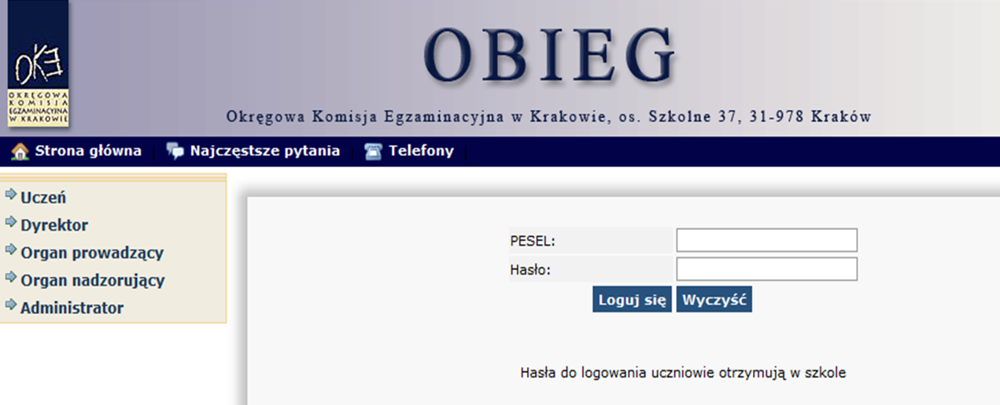 OKE
OKRĘGOWA
KOMISJA
EGZAMINACYJNA
W KRAKOWIE
OBIEG
Okręgowa Komisja Egzaminacyjna w Krakowie, os. Szkolne 37, 31-978 Kraków
Strona główna Najczęstsze pytania Telefony
Uczeń
Dyrektor
Organ prowadzący
Organ nadzorujący
Administrator
PESEL:
Hasło:
Loguj się Wyczyść
Hasła do logowania uczniowie otrzymują w szkole